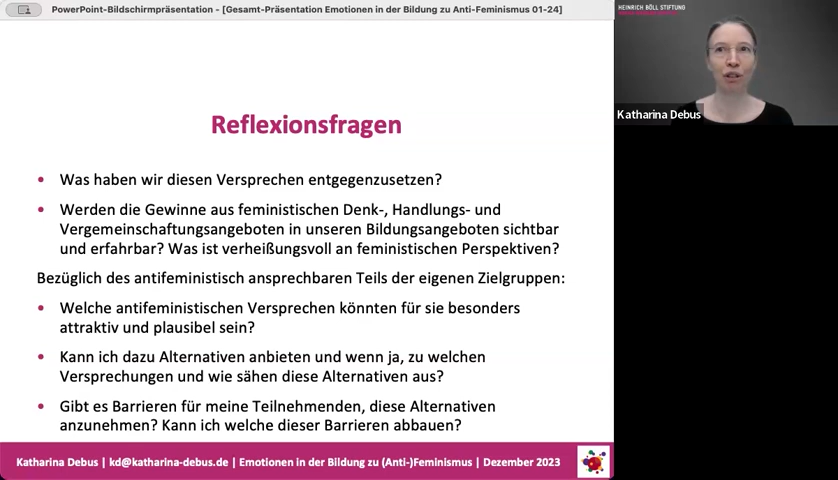 PowerPoint-Bildschirmpräsentation - [Gesamt-Präsentation Emotionen in der Bildung zu Anti-Feminismus 01-24]
HEINRICH BÖLL STIFTUNG
Katharina Debus
Reflexionsfragen
• Was haben wir diesen Versprechen entgegenzusetzen?
• Werden die Gewinne aus feministischen Denk-, Handlungs- und
Vergemeinschaftungsangeboten in unseren Bildungsangeboten sichtbar
und erfahrbar? Was ist verheißungsvoll an feministischen Perspektiven?
Bezüglich des antifeministisch ansprechbaren Teils der eigenen Zielgruppen:
• Welche antifeministischen Versprechen könnten für sie besonders
attraktiv und plausibel sein?
• Kann ich dazu Alternativen anbieten und wenn ja, zu welchen
Versprechungen und wie sähen diese Alternativen aus?
• Gibt es Barrieren für meine Teilnehmenden, diese Alternativen
anzunehmen? Kann ich welche dieser Barrieren abbauen?
Katharina Debus | kd@katharina-debus.de | Emotionen in der Bildung zu (Anti-)Feminismus | Dezember 2023